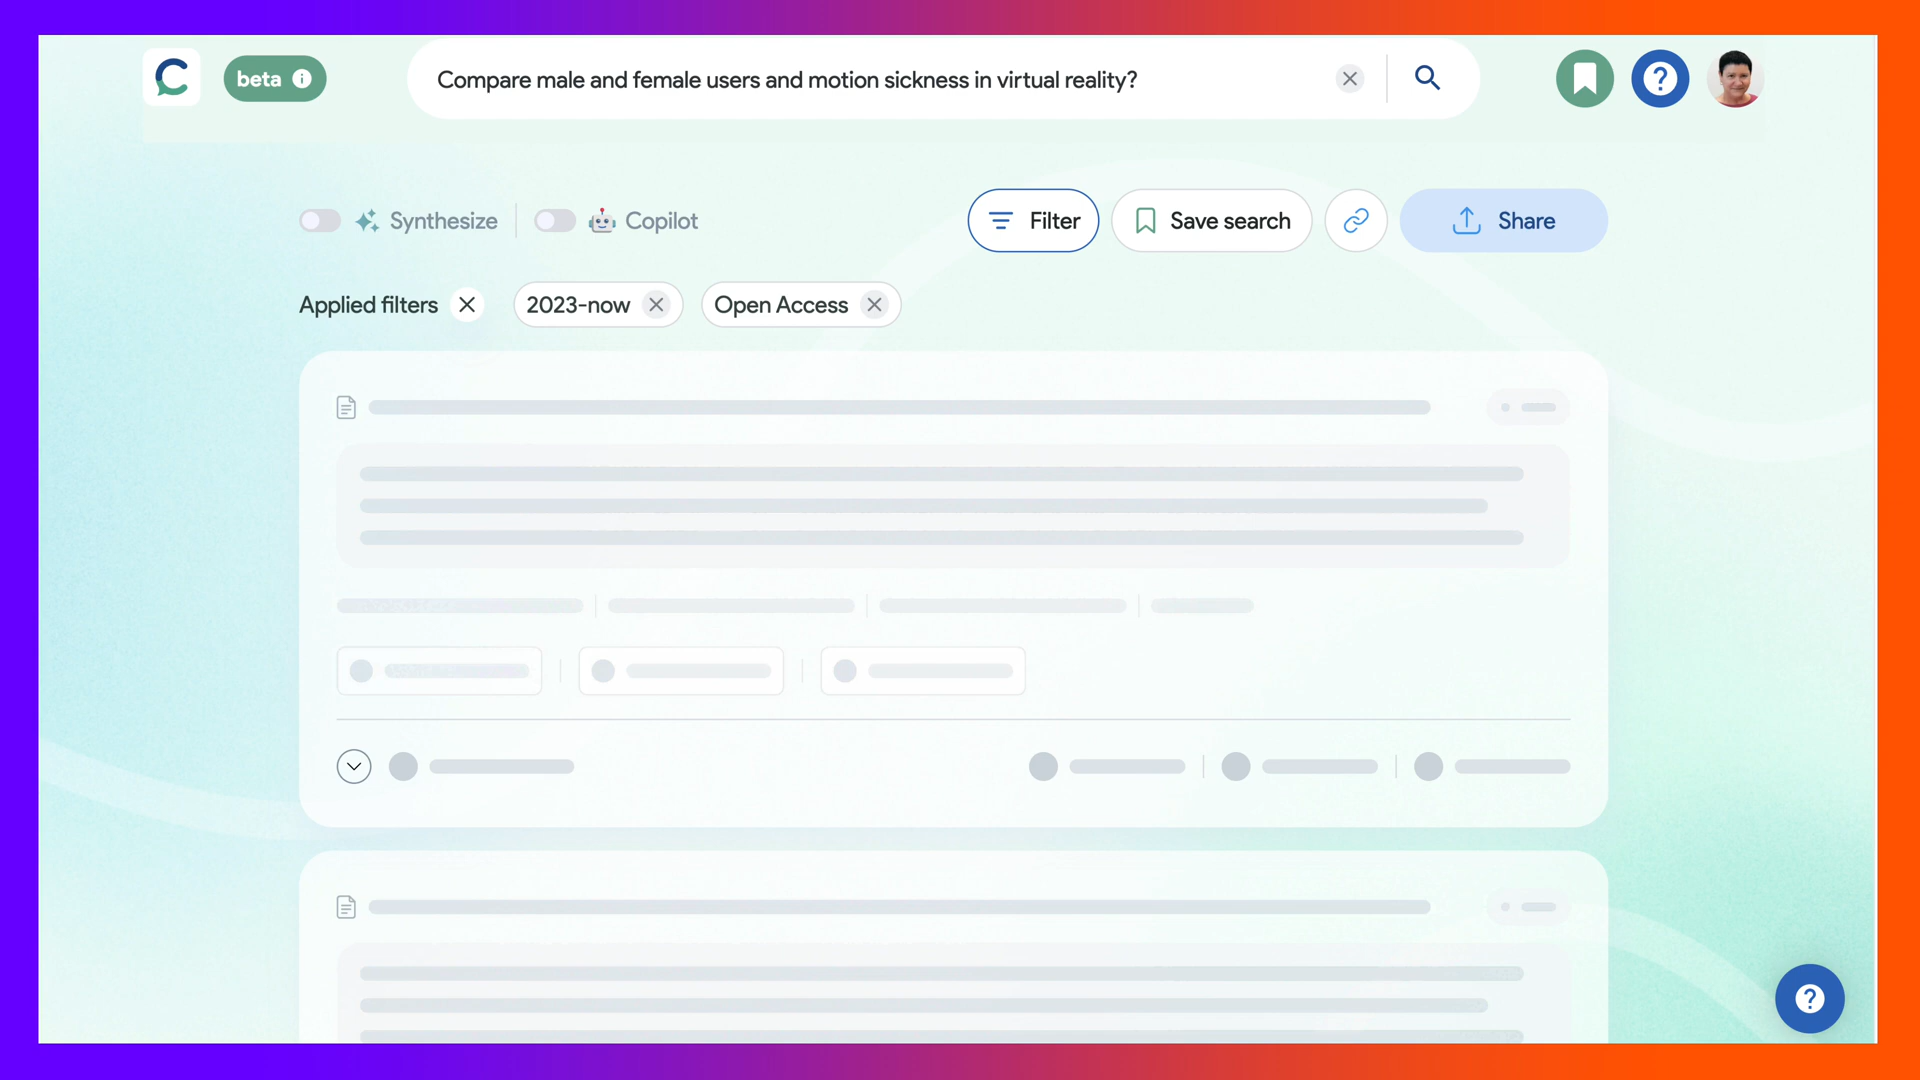 beta
Compare male and female users and motion sickness in virtual reality?
Synthesize
Copilot
Filter
Save search
Share
Applied filters
2023-now
Open Access